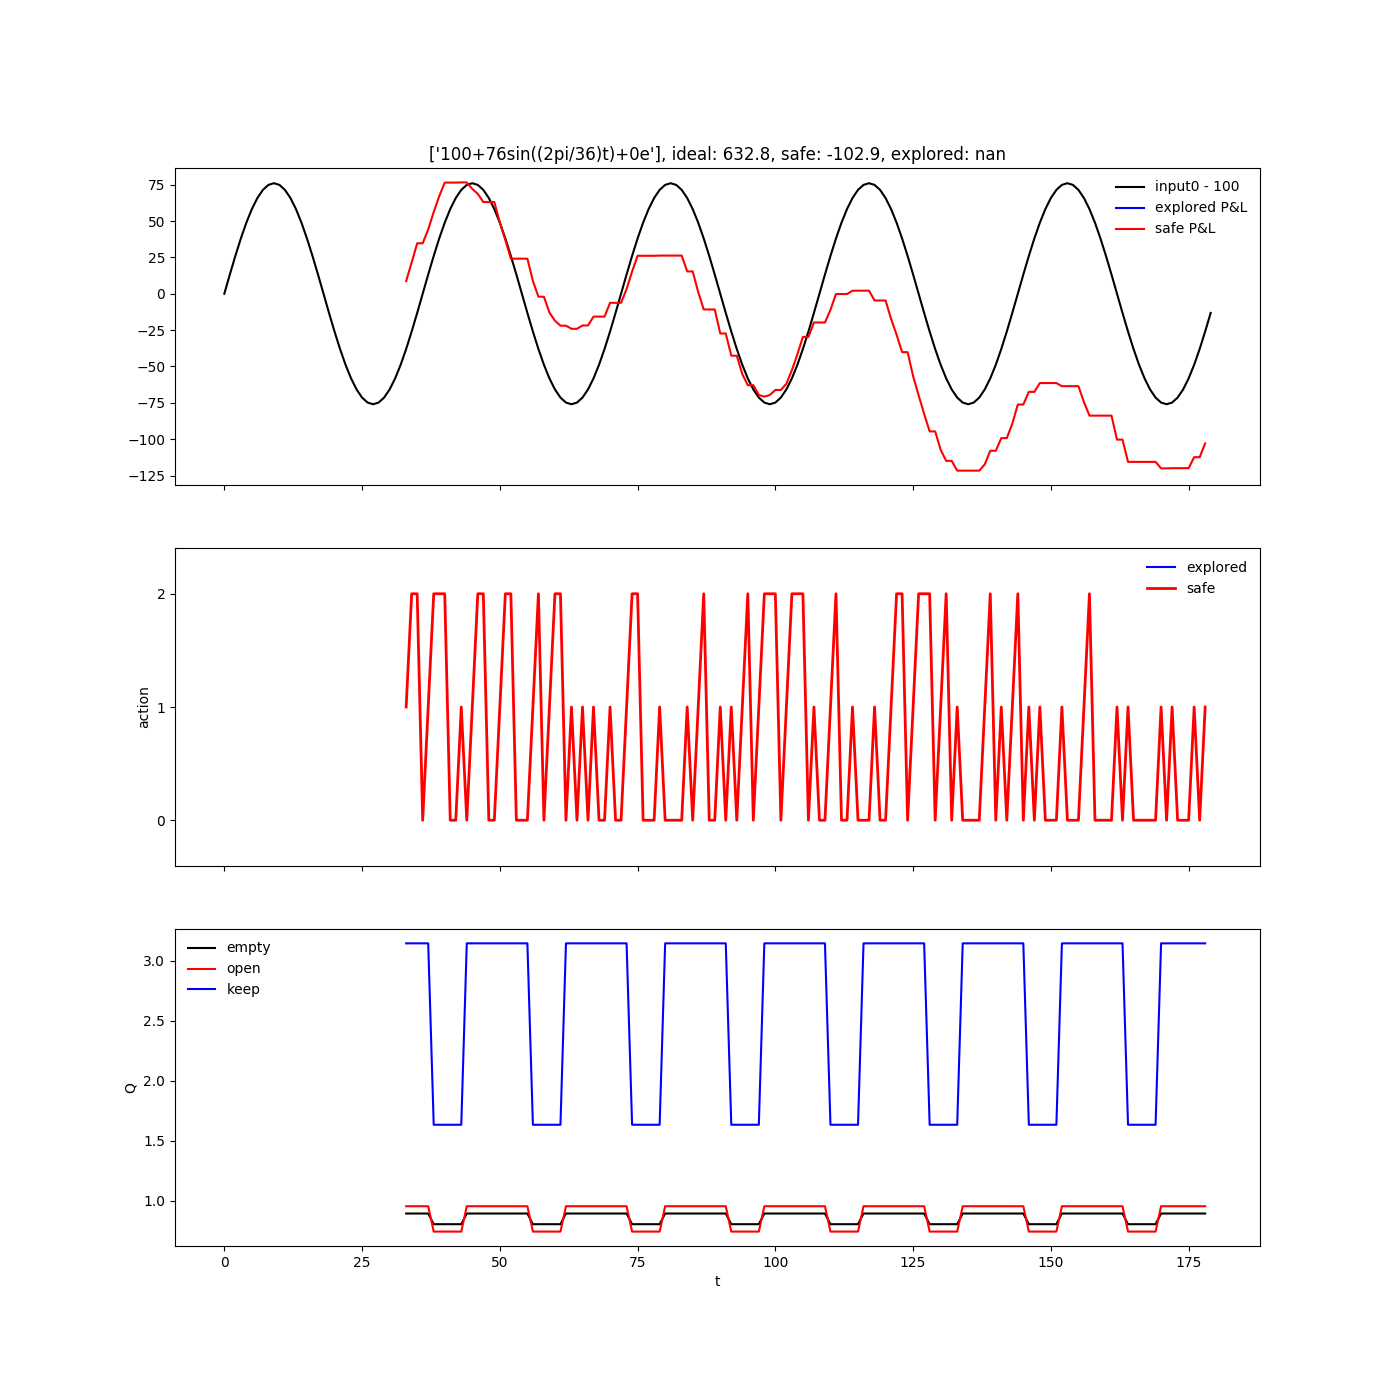 ['100+76sin((2pi/36)t)+0e'], ideal: 632.8, safe: -102.9, explored: nan
75
50
25
0
−25
−50
−75
−100
−125
input0 - 100
explored P&L
safe P&L
2
1
0
action
explored
safe
3.0
2.5
2.0
1.5
1.0
Q
empty
open
keep
0
25
50
75
100
125
150
175
t